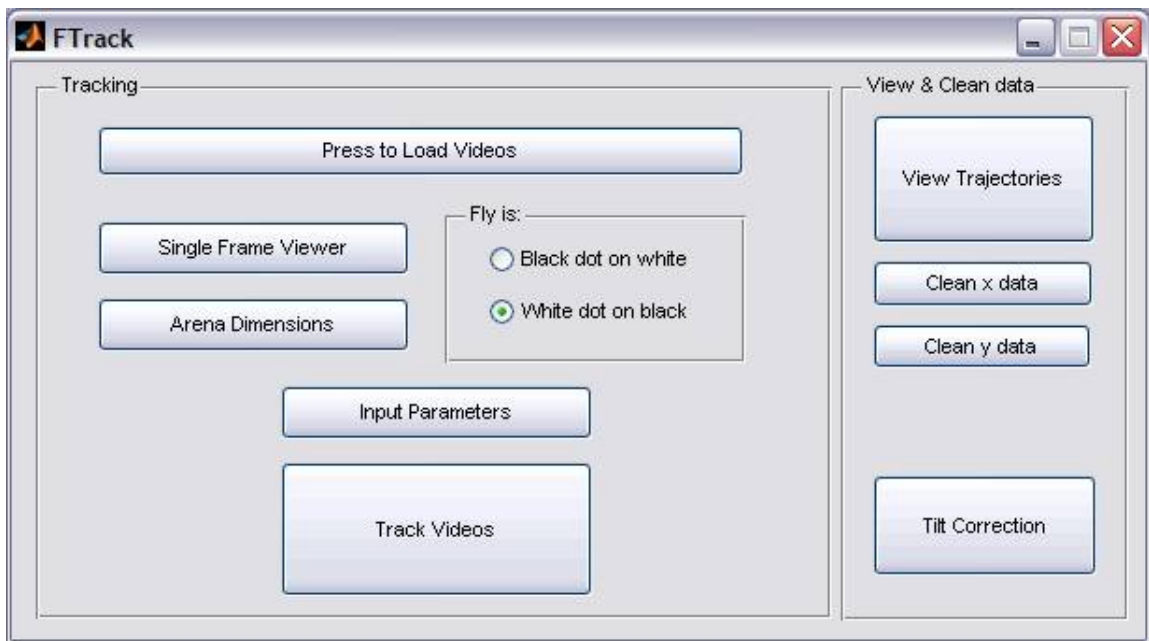 FTrack
Tracking
Press to Load Videos
Single Frame Viewer
Arena Dimensions
Fly is:
Black dot on white
White dot on black
Input Parameters
Track Videos
View & Clean data
View Trajectories
Clean x data
Clean y data
Tilt Correction